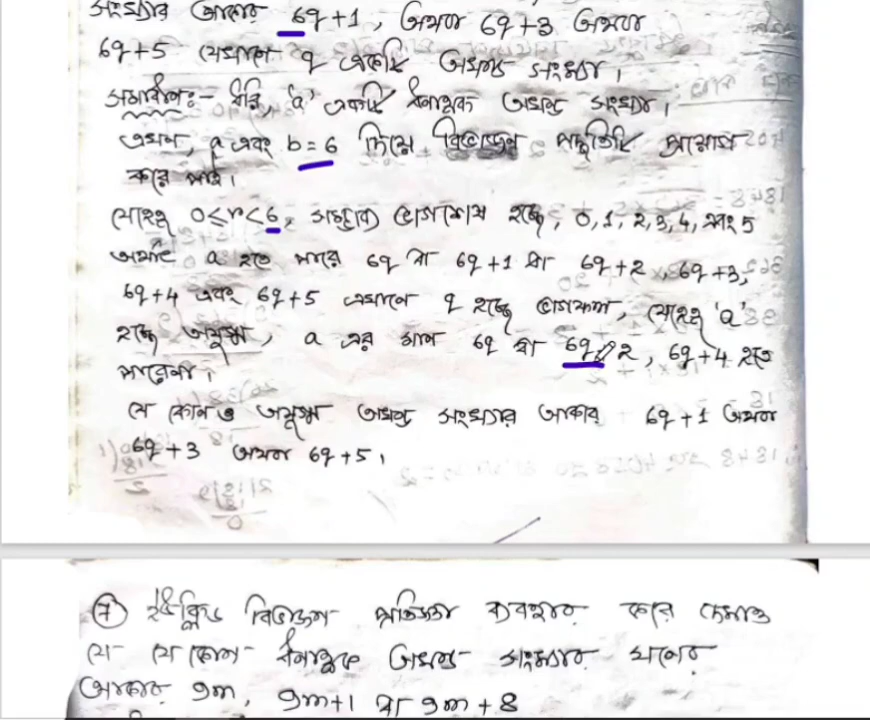 সংখ্যার আকার 6q+1, অথবা 6q+3 অথবা
6q+5 যেখানে q একটি অখণ্ড সংখ্যা।
সমাধানঃ- ধরি, 'a' একটি ধনাত্মক অখণ্ড সংখ্যা।
এখন, a এবং b=6 নিয়ে বিভাজন পদ্ধতিটি প্রয়োগ
করে পাই।
যেহেতু 0≤r<6, সম্ভাব্য ভাগশেষ হচ্ছে, 0,1,2,3,4, এবং 5
অর্থাৎ a হতে পারে 6q বা 6q+1 বা 6q+2, 6q+3,
6q+4 এবং 6q+5 এখানে q হচ্ছে ভাগফল, যেহেতু 'a'
হচ্ছে অযুগ্ম, a এর মান 6q বা 6q 2, 6q+4 হতে
পারেনা।
যে কোনও অযুগ্ম অখণ্ড সংখ্যার আকার 6q+1 অথবা
6q+3 অথবা 6q+5।
7 ইউক্লিড বিভাজন প্রতিজ্ঞা ব্যবহার করে দেখাও
যে- যে কোন- ধনাত্মক অখণ্ড- সংখ্যার ঘনের
আকার 9m, 9m+1 বা 9m+8